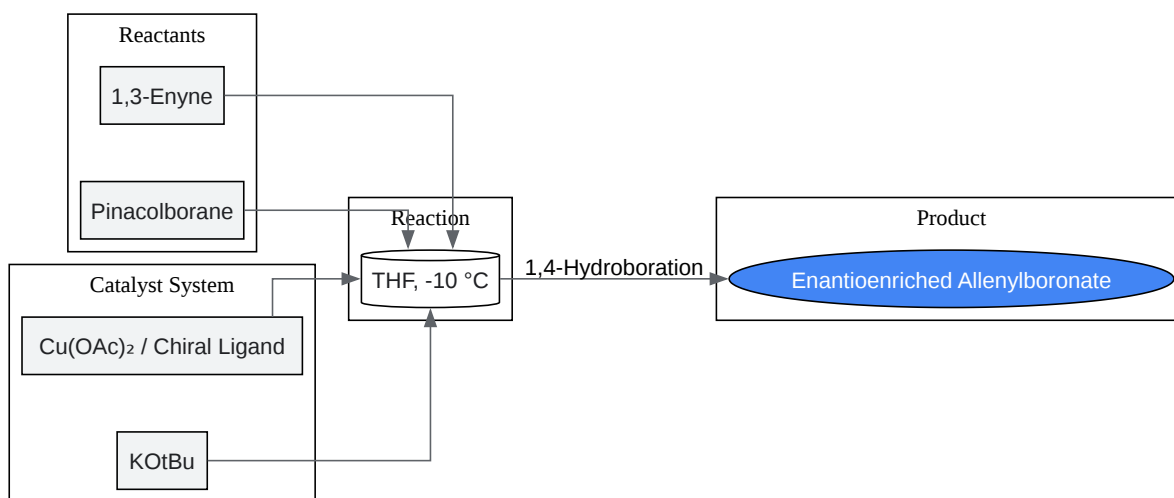 Reactants
1,3-Enyne
Pinacolborane
Catalyst System
Cu(OAc)₂ / Chiral Ligand
KOtBu
Reaction
THF, -10 °C
1,4-Hydroboration
Product
Enantioenriched Allenylboronate